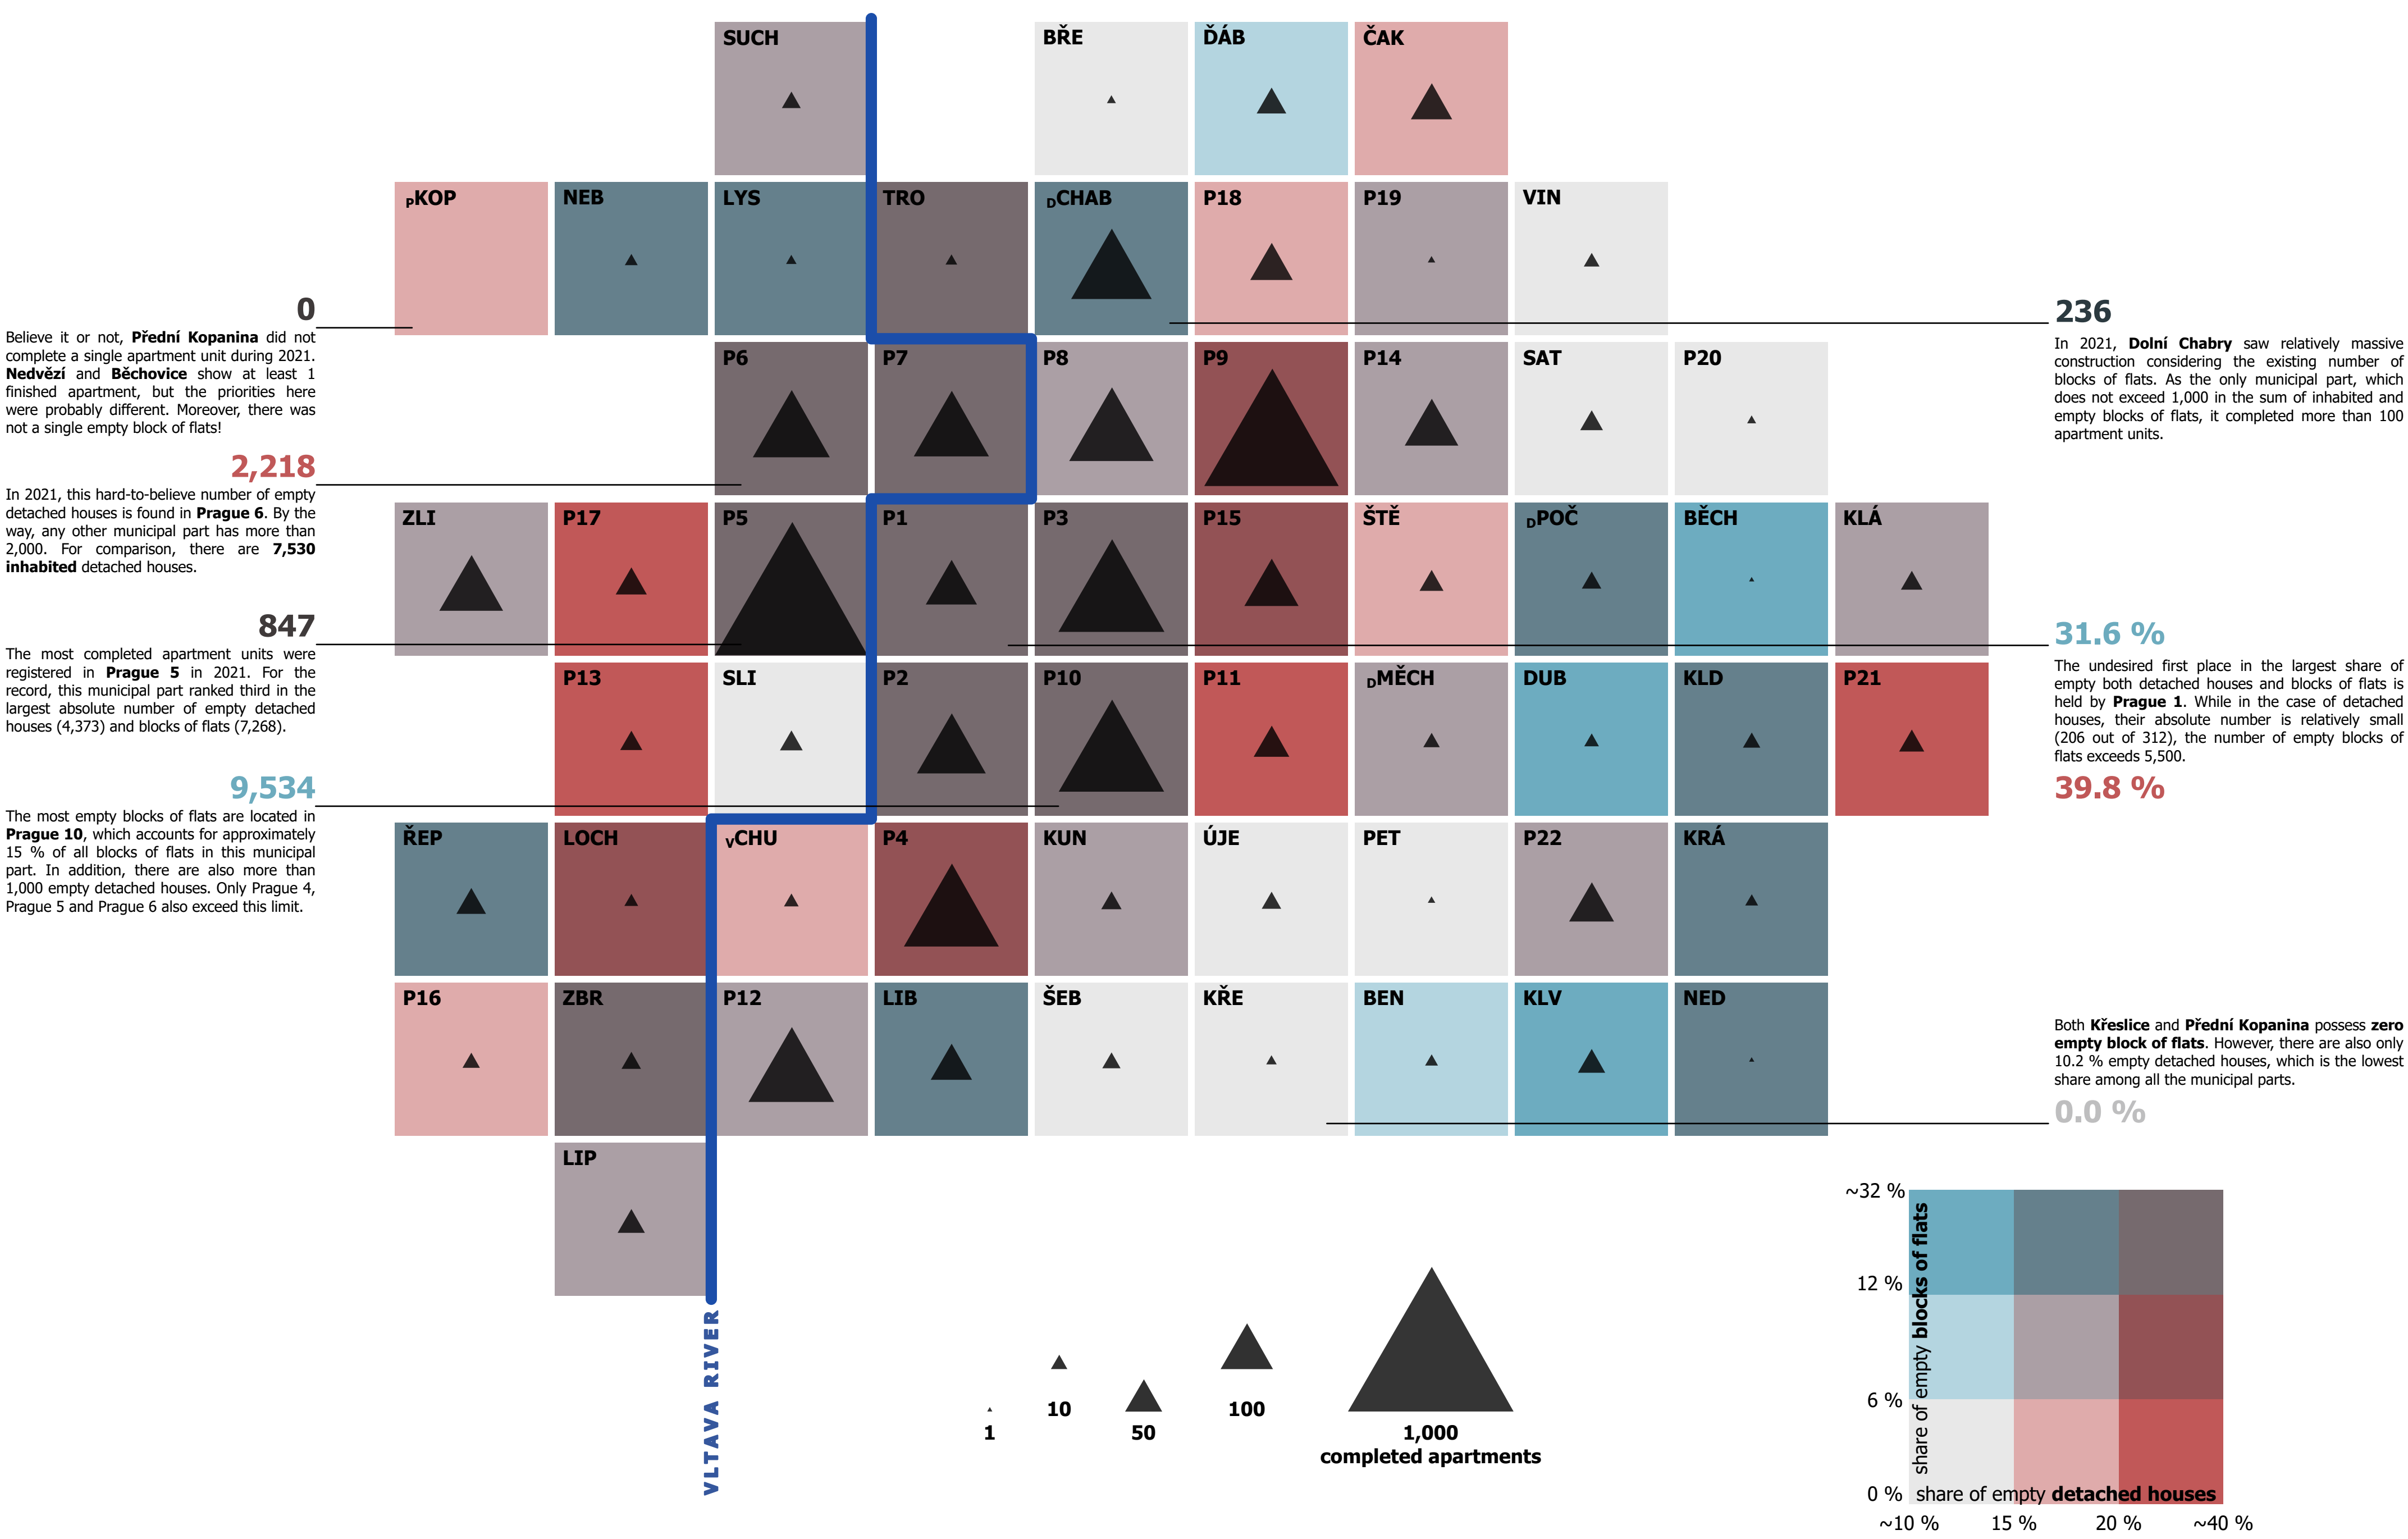 SUCH
BŘE
ĎÁB
ČAK
PKOP
NEB
LYS
TRO
DCHAB
P18
P19
VIN
0
Believe it or not, Přední Kopanina did not
complete a single apartment unit during 2021.
Nedvězí and Běchovice show at least 1
finished apartment, but the priorities here
were probably different. Moreover, there was
not a single empty block of flats!
236
In 2021, Dolní Chabry saw relatively massive
construction considering the existing number of
blocks of flats. As the only municipal part, which
does not exceed 1,000 in the sum of inhabited and
empty blocks of flats, it completed more than 100
apartment units.
P6
P7
P8
P9
P14
SAT
P20
2,218
In 2021, this hard-to-believe number of empty
detached houses is found in Prague 6. By the
way, any other municipal part has more than
2,000. For comparison, there are 7,530
inhabited detached houses.
ZLI
P17
P5
P1
P3
P15
ŠTĚ
DPOČ
BĚCH
KLÁ
847
The most completed apartment units were
registered in Prague 5 in 2021. For the
record, this municipal part ranked third in the
largest absolute number of empty detached
houses (4,373) and blocks of flats (7,268).
31.6 %
The undesired first place in the largest share of
empty both detached houses and blocks of flats is
held by Prague 1. While in the case of detached
houses, their absolute number is relatively small
(206 out of 312), the number of empty blocks of
flats exceeds 5,500.
39.8 %
P13
SLI
P2
P10
P11
DMĚCH
DUB
KLD
P21
9,534
The most empty blocks of flats are located in
Prague 10, which accounts for approximately
15 % of all blocks of flats in this municipal
part. In addition, there are also more than
1,000 empty detached houses. Only Prague 4,
Prague 5 and Prague 6 also exceed this limit.
ŘEP
LOCH
VCHU
P4
KUN
ÚJE
PET
P22
KRÁ
P16
ZBR
P12
LIB
ŠEB
KŘE
BEN
KLV
NED
Both Křeslice and Přední Kopanina possess zero
empty block of flats. However, there are also only
10.2 % empty detached houses, which is the lowest
share among all the municipal parts.
0.0 %
LIP
VLTAVA RIVER
1
10
50
100
1,000
completed apartments
~32 %
12 %
6 %
0 %
share of empty blocks of flats
share of empty detached houses
~10 %
15 %
20 %
~40 %